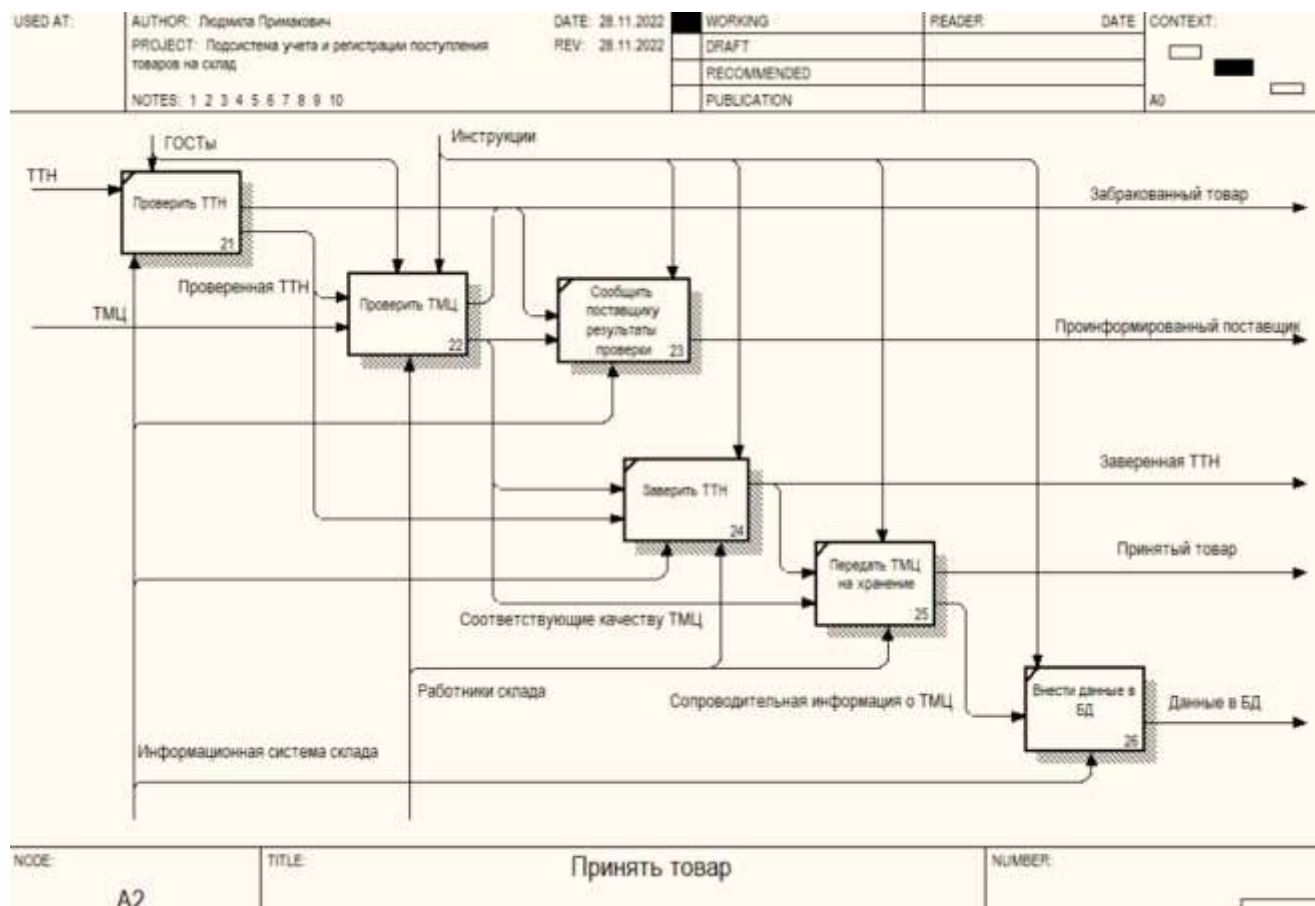 USED AT:
AUTHOR: Людмила Примакович
DATE: 28.11.2022
WORKING
READER
DATE
CONTEXT:
PROJECT: Подсистема учета и регистрации поступления
товаров на склад
REV: 28.11.2022
DRAFT
RECOMMENDED
NOTES: 1 2 3 4 5 6 7 8 9 10
PUBLICATION
A0
ГОСТы
Инструкции
ТТН
Проверить ТТН
21
Забракованный товар
Проверенная ТТН
ТМЦ
Проверить ТМЦ
22
Сообщить
поставщику
результаты
проверки
23
Проинформированный поставщик
Заверить ТТН
24
Заверенная ТТН
Передать ТМЦ
на хранение
25
Принятый товар
Соответствующие качеству ТМЦ
Работники склада
Сопроводительная информация о ТМЦ
Внести данные в
БД
26
Данные в БД
Информационная система склада
NODE:
TITLE:
Принять товар
NUMBER:
A2